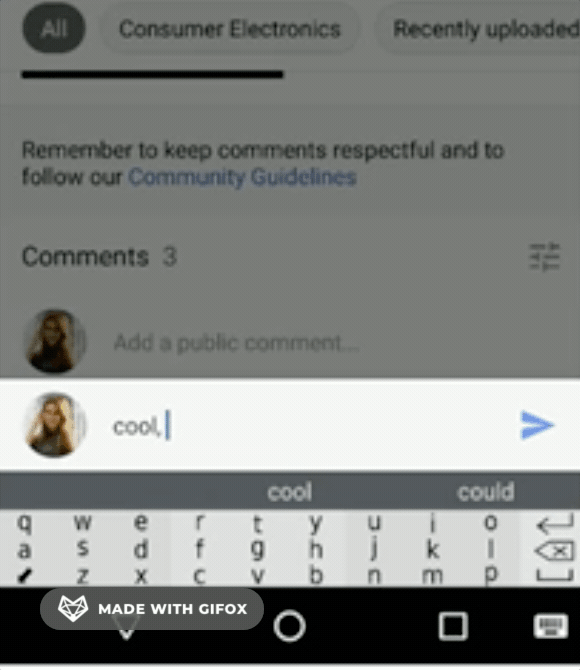 All Consumer Electronics Recently uploaded
Remember to keep comments respectful and to
follow our Community Guidelines
Comments 3
Add a public comment...
cool,
cool could
q w e r t y u i o
a s d f g h j k l
z x c v b n m p
MADE WITH GIFOX